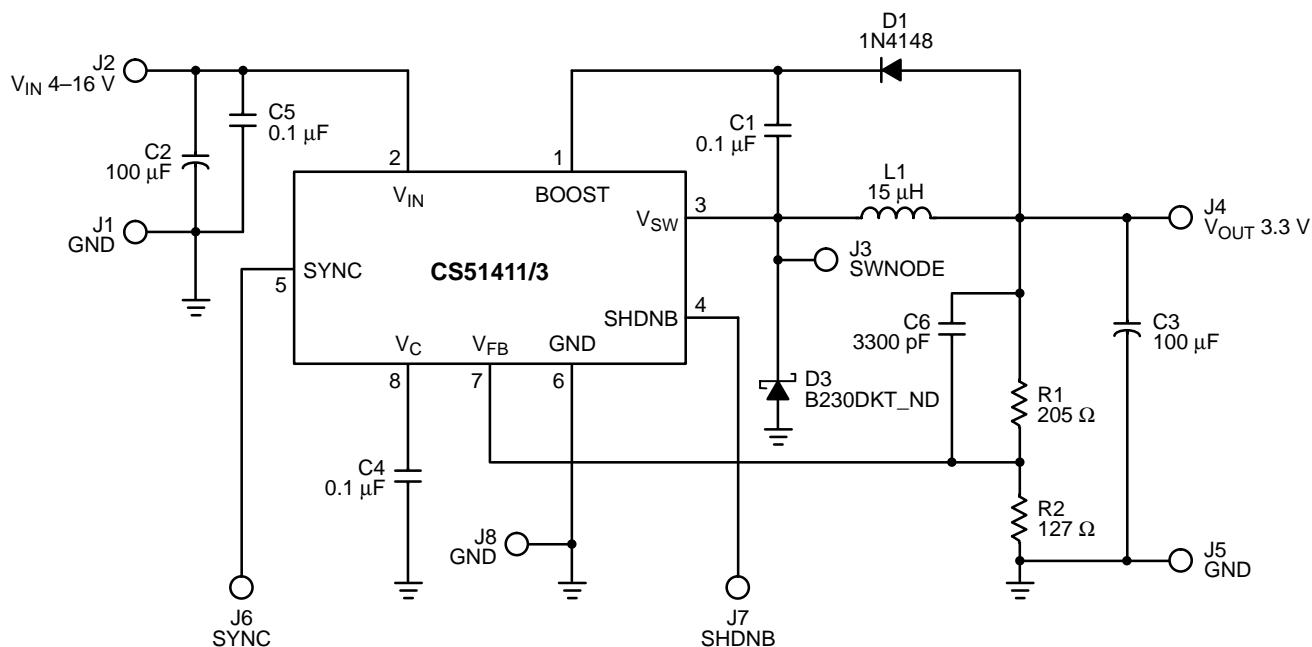 D1
1N4148
J2
V_IN 4–16 V
C5
0.1 μF
C2
100 μF
C1
0.1 μF
2
1
L1
15 μH
V_IN
BOOST
V_SW
3
J4
V_OUT 3.3 V
J1
GND
J3
SWNODE
SYNC
5
CS51411/3
SHDNB
4
C6
3300 pF
C3
100 μF
V_C
V_FB
GND
8
7
6
D3
B230DKT_ND
R1
205 Ω
C4
0.1 μF
R2
127 Ω
J8
GND
J5
GND
J6
SYNC
J7
SHDNB